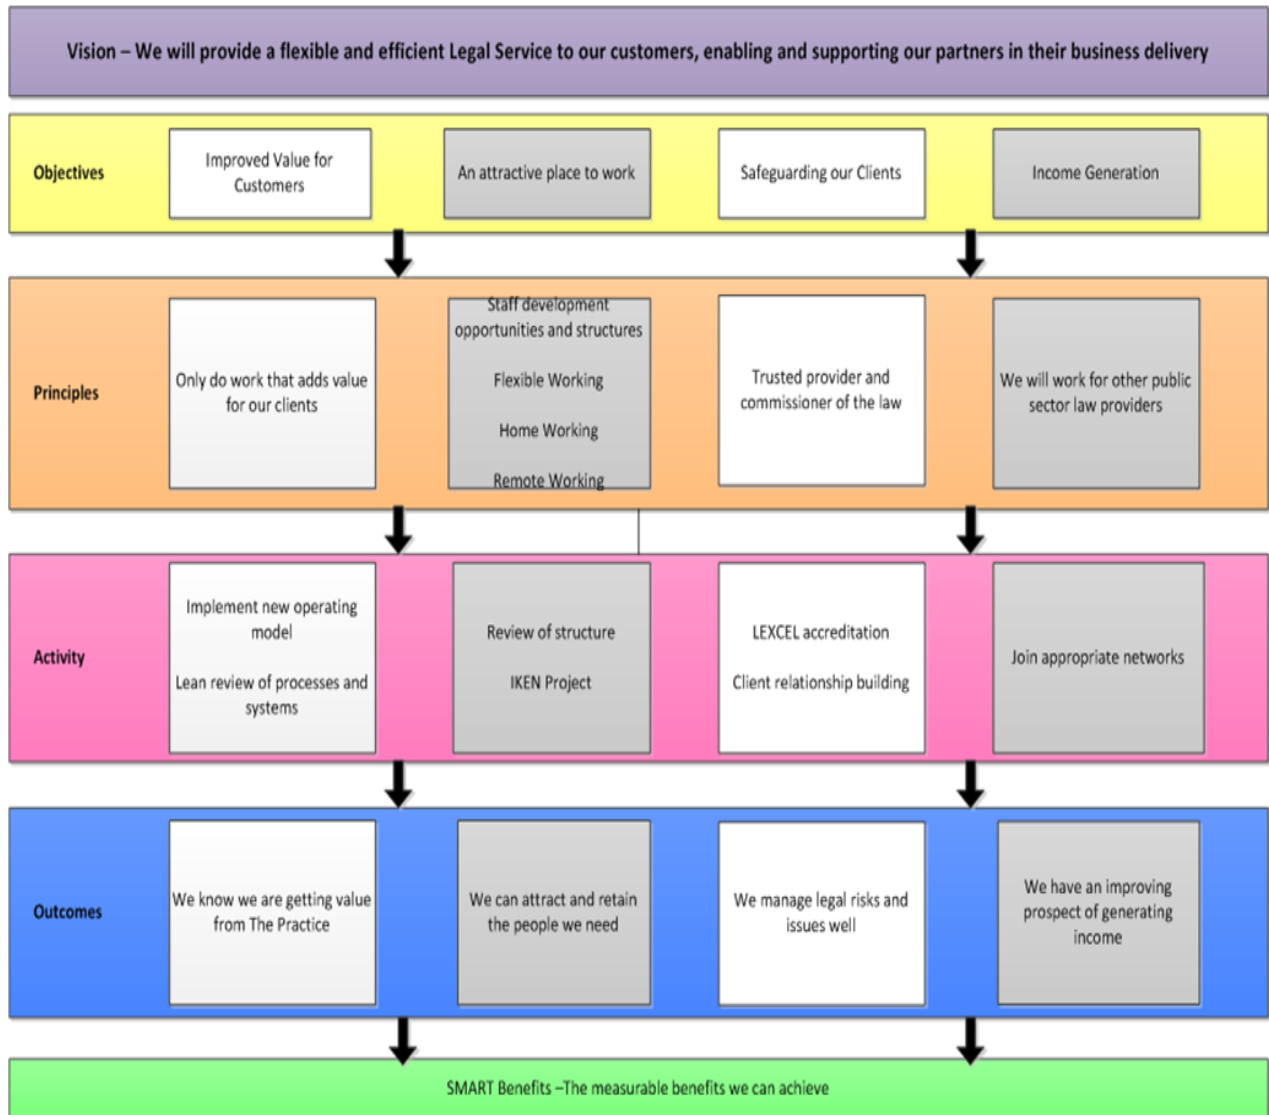 Vision – We will provide a flexible and efficient Legal Service to our customers, enabling and supporting our partners in their business delivery
Objectives
Improved Value for
Customers
An attractive place to work
Safeguarding our Clients
Income Generation
Principles
Only do work that adds value
for our clients
Staff development
opportunities and structures
Flexible Working
Home Working
Remote Working
Trusted provider and
commissioner of the law
We will work for other public
sector law providers
Activity
Implement new operating
model
Lean review of processes and
systems
Review of structure
IKEN Project
LEXCEL accreditation
Client relationship building
Join appropriate networks
Outcomes
We know we are getting value
from The Practice
We can attract and retain
the people we need
We manage legal risks and
issues well
We have an improving
prospect of generating
income
SMART Benefits –The measurable benefits we can achieve